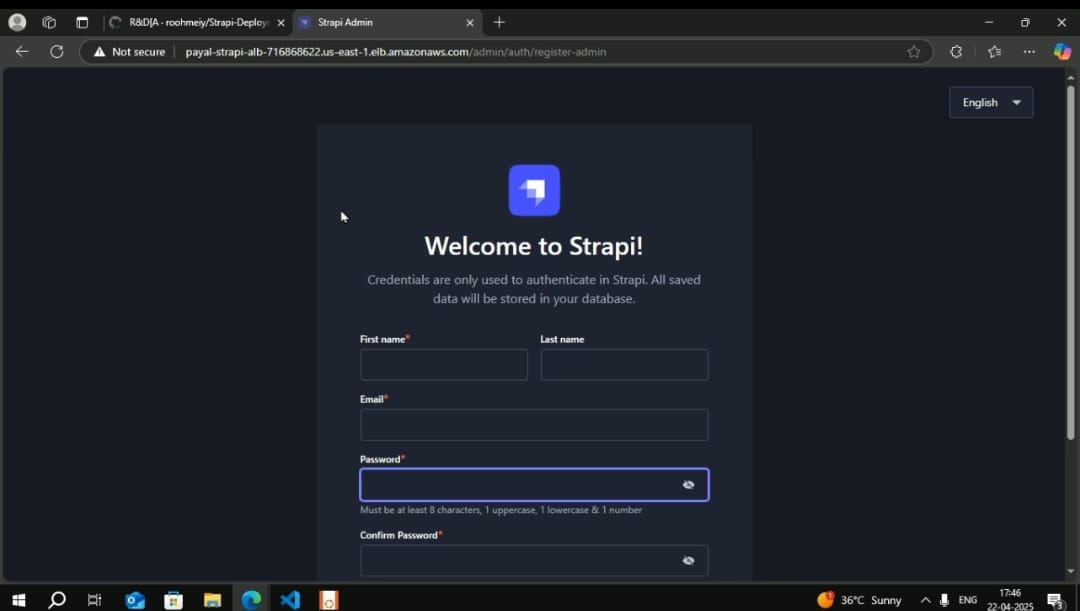 R&D[A - roohmeiy/Strapi-Deploym
Strapi Admin
Not secure
payal-strapi-alb-716868622.us-east-1.elb.amazonaws.com/admin/auth/register-admin
English
Welcome to Strapi!
Credentials are only used to authenticate in Strapi. All saved
data will be stored in your database.
First name*
Last name
Email*
Password*
Must be at least 8 characters, 1 uppercase, 1 lowercase & 1 number
Confirm Password*
1
36°C Sunny
ENG
17:46
22-04-2025
3